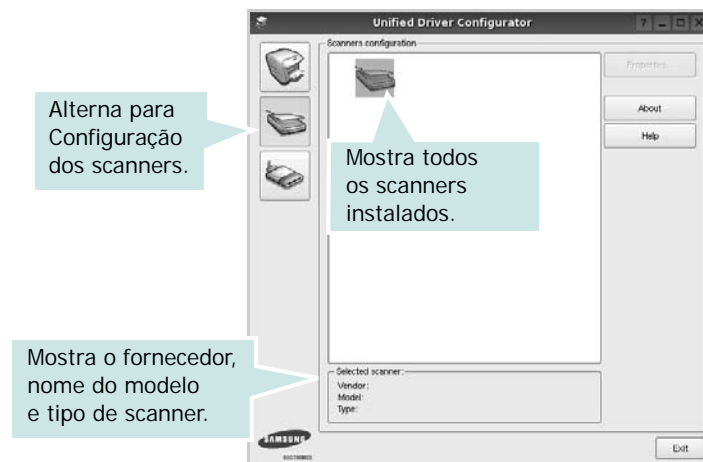 Unified Driver Configurator
Scanners configuration
Properties...
About
Help
Alterna para
Configuração
dos scanners.
Mostra todos
os scanners
instalados.
Mostra o fornecedor,
nome do modelo
e tipo de scanner.
Selected scanner:
Vendor:
Model:
Type:
SAMSUNG
ELECTRONICS
Exit